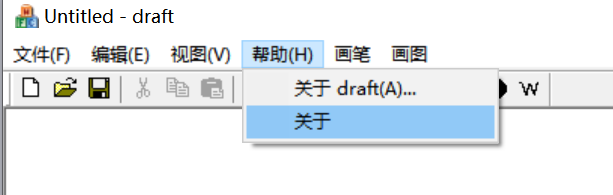 Untitled - draft
文件(F) 编辑(E) 视图(V) 帮助(H) 画笔 画图
关于 draft(A)...
W
关于